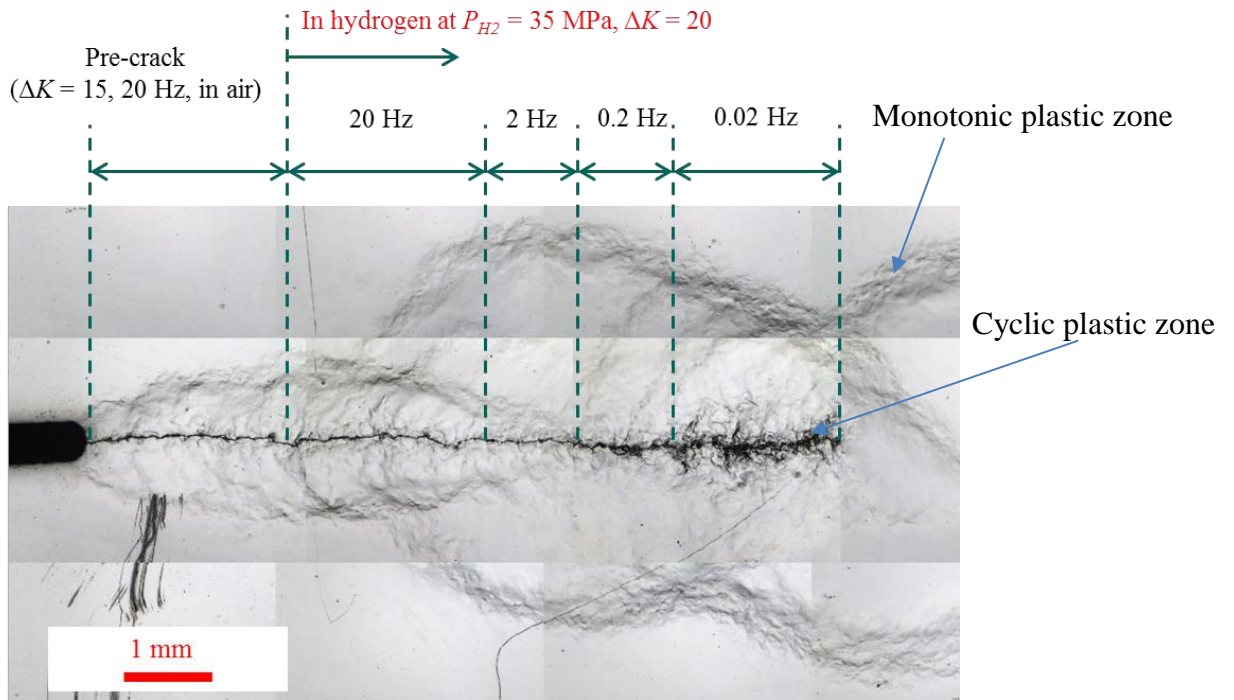 In hydrogen at P_H2 = 35 MPa, ΔK = 20
Pre-crack
(ΔK = 15, 20 Hz, in air)
20 Hz
2 Hz
0.2 Hz
0.02 Hz
Monotonic plastic zone
Cyclic plastic zone
1 mm